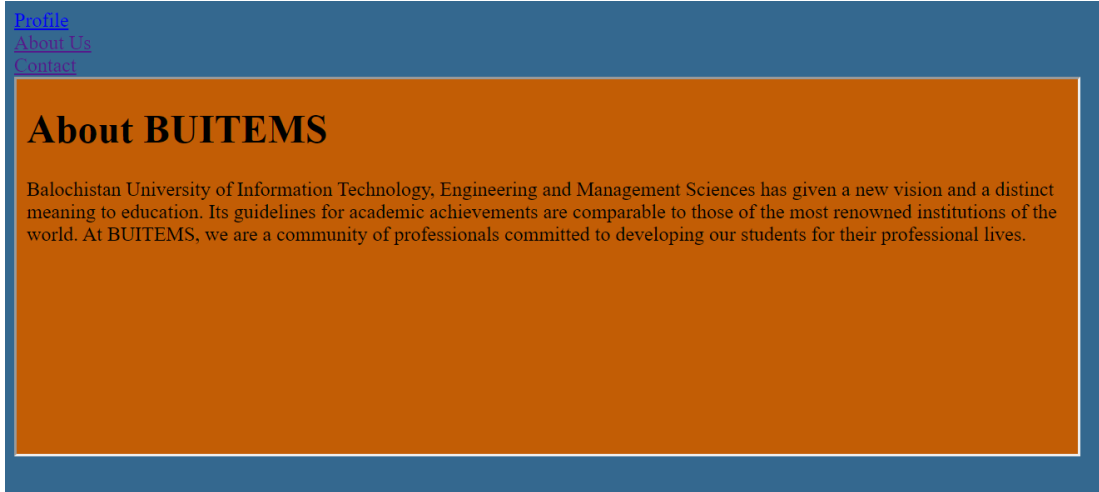 Profile
About Us
Contact
About BUITEMS
Balochistan University of Information Technology, Engineering and Management Sciences has given a new vision and a distinct
meaning to education. Its guidelines for academic achievements are comparable to those of the most renowned institutions of the
world. At BUITEMS, we are a community of professionals committed to developing our students for their professional lives.